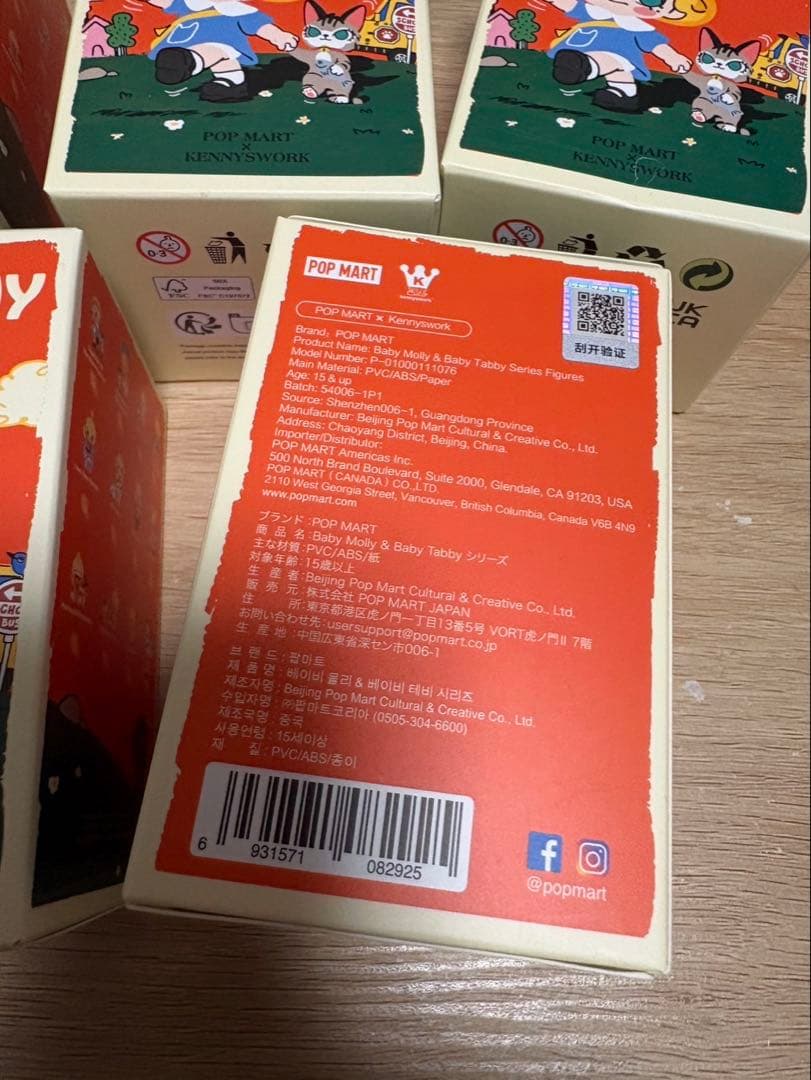 POP MART
×
KENNYSWORK
POP MART
×
KENNYSWORK
SCHOOL
BUS
0-3
FSC
MIX
Packaging
0-3
UK
CA
POP MART
K
kennyswork
POP MART × Kennyswork
刮开验证
Brand: POP MART
Product Name: Baby Molly & Baby Tabby Series Figures
Model Number: P-01000111076
Main Material: PVC/ABS/Paper
Age: 15 & up
Batch: 54006-1P1
Source: Shenzhen006-1, Guangdong Province
Manufacturer: Beijing Pop Mart Cultural & Creative Co., Ltd.
Address: Chaoyang District, Beijing, China.
Importer/Distributor:
POP MART Americas Inc.
500 North Brand Boulevard, Suite 2000, Glendale, CA 91203, USA
POP MART (CANADA) CO.,LTD.
2110 West Georgia Street, Vancouver, British Columbia, Canada V6B 4N9
www.popmart.com
ブランド:POP MART
商品名:Baby Molly & Baby Tabby シリーズ
主な材質:PVC/ABS/紙
対象年齢:15歳以上
生産者:Beijing Pop Mart Cultural & Creative Co., Ltd.
販売元:株式会社 POP MART JAPAN
住所:東京都港区虎ノ門一丁目13番5号 VORT虎ノ門II 7階
お問い合わせ先:usersupport@popmart.co.jp
生産地:中国広東省深セン市006-1
브랜드:팝마트
제품명:베이비 몰리 & 베이비 테비 시리즈
제조자명:Beijing Pop Mart Cultural & Creative Co., Ltd.
수입자명:㈜팝마트코리아 (0505-304-6600)
제조국명:중국
사용연령:15세이상
재질:PVC/ABS/종이
6 931571 082925
@popmart